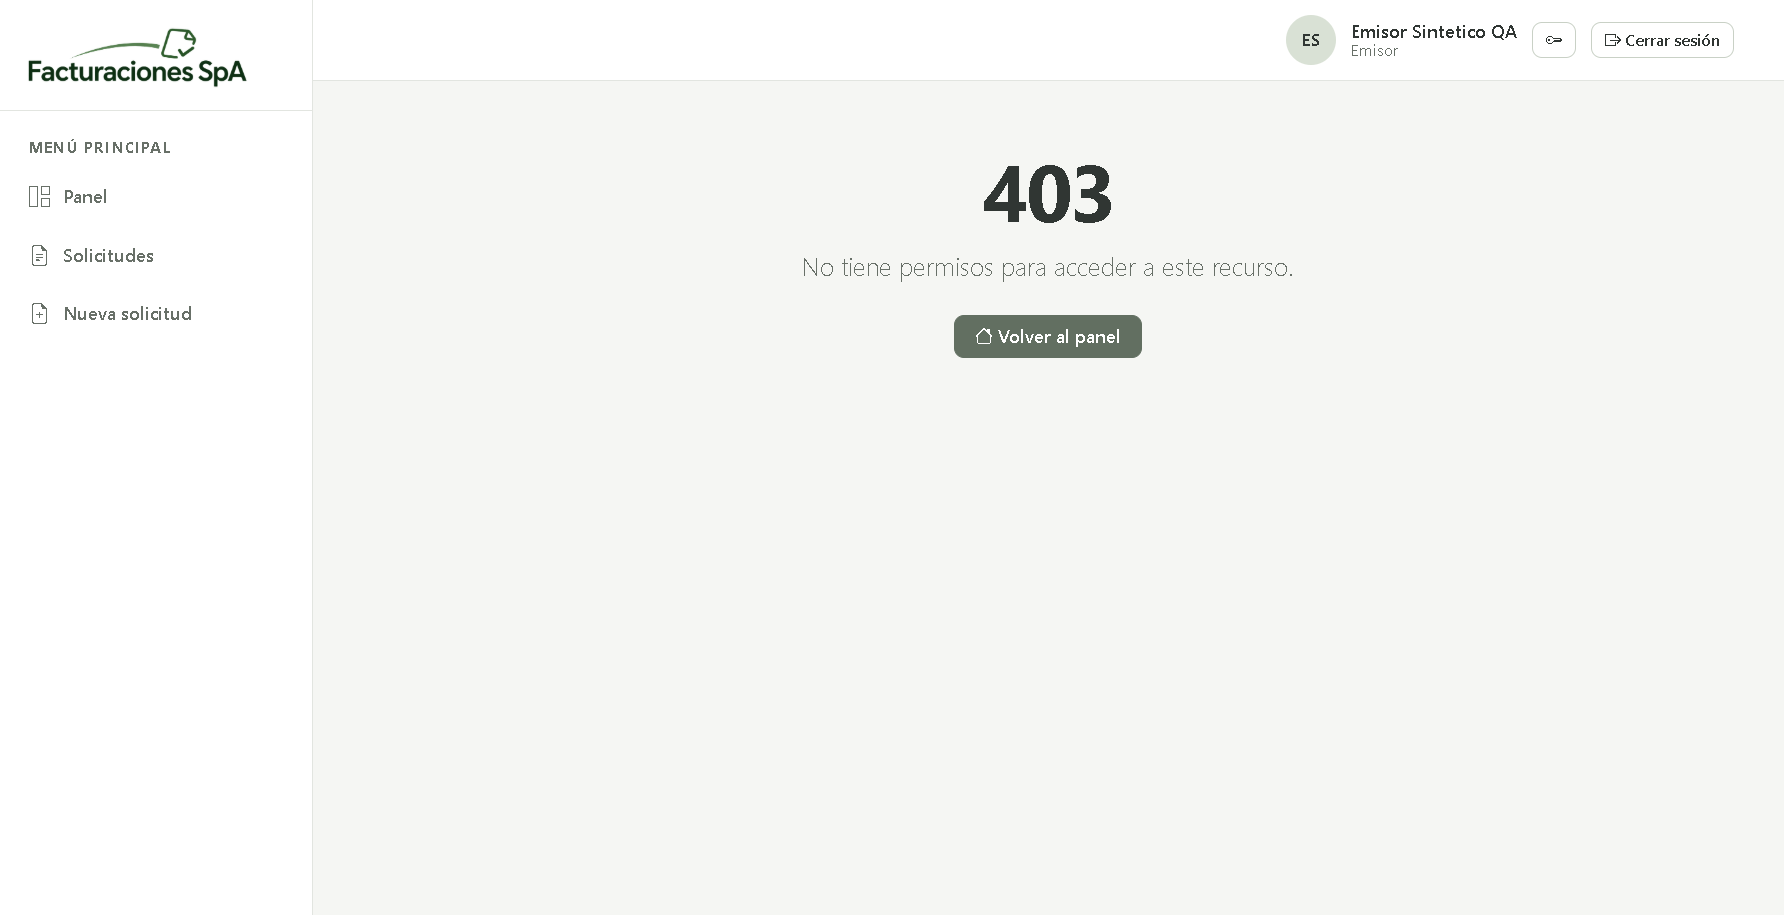 Facturaciones SpA
MENÚ PRINCIPAL
Panel
Solicitudes
Nueva solicitud
ES
Emisor Sintetico QA
Emisor
Cerrar sesión
403
No tiene permisos para acceder a este recurso.
Volver al panel